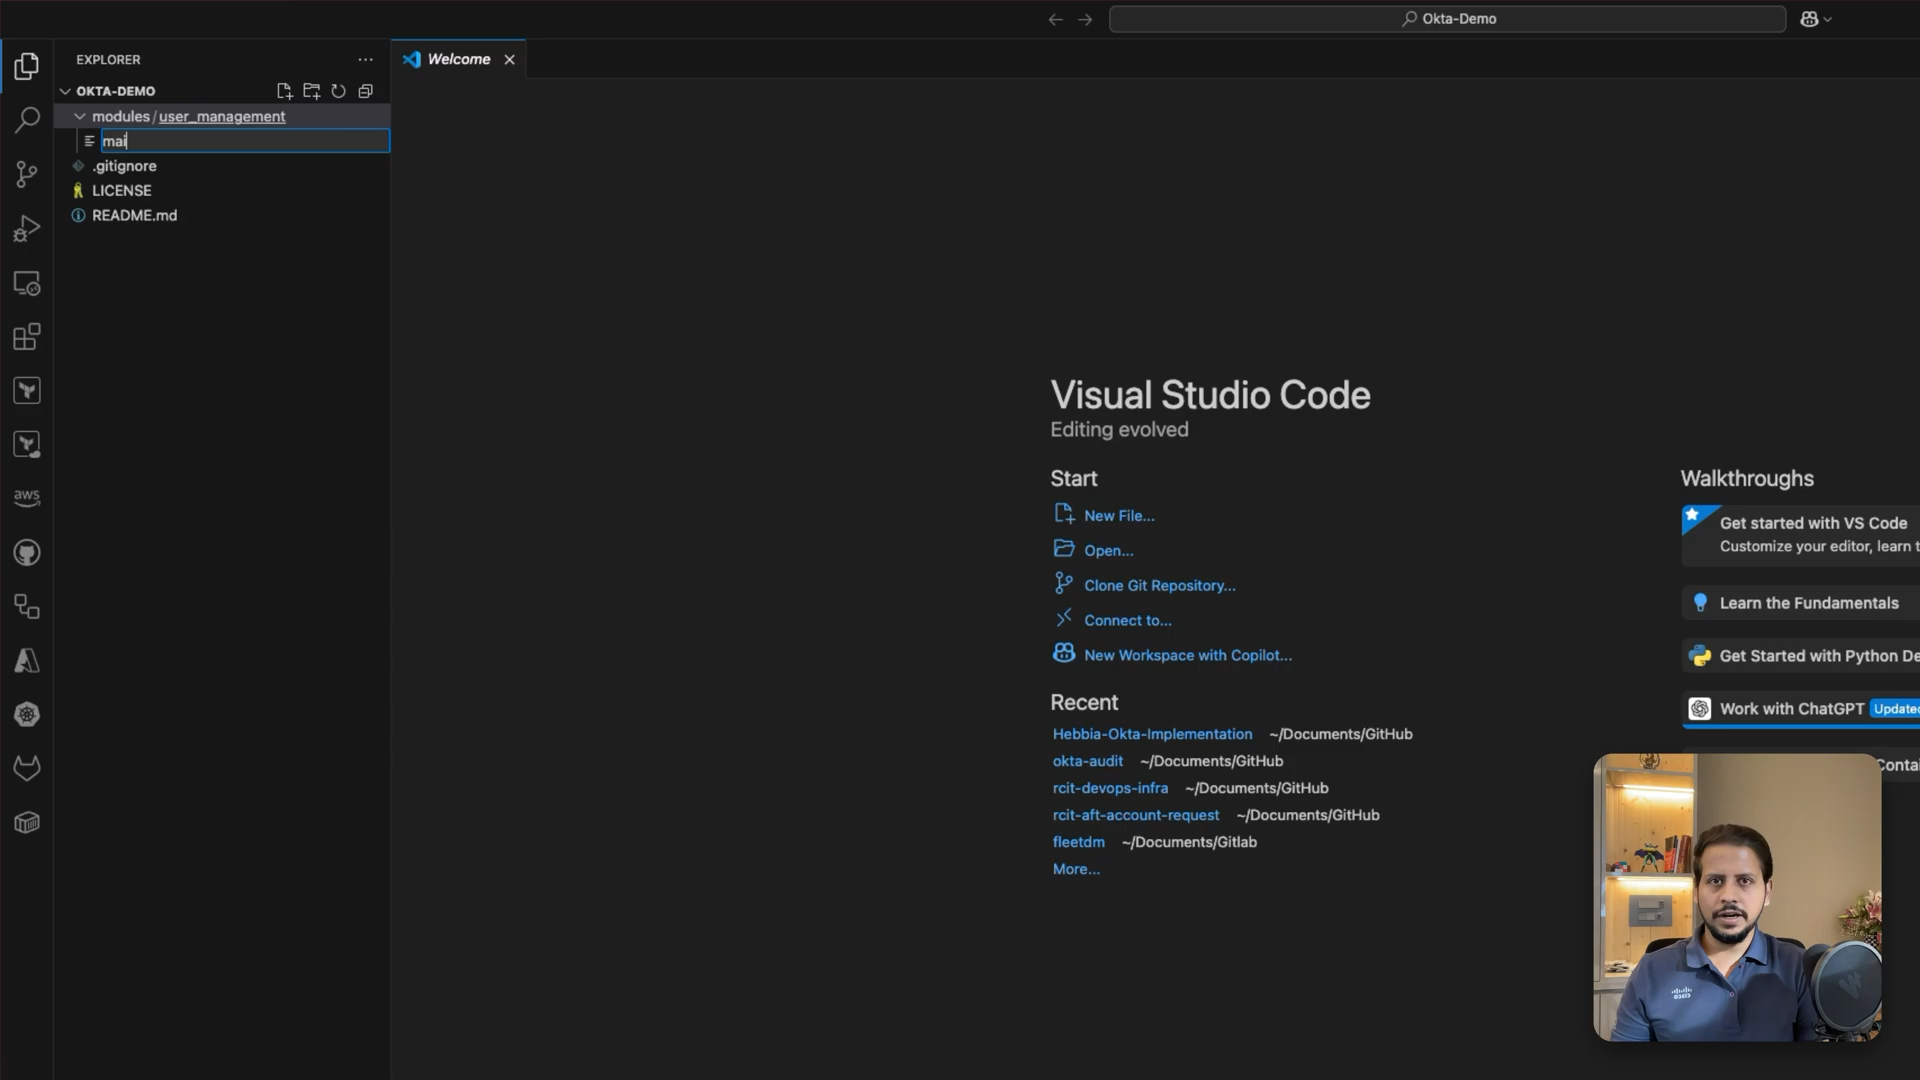 Okta-Demo
EXPLORER
Welcome
OKTA-DEMO
modules/user_management
mai
.gitignore
LICENSE
README.md
aws
Visual Studio Code
Editing evolved
Start
New File...
Open...
Clone Git Repository...
Connect to...
New Workspace with Copilot...
Recent
Hebbia-Okta-Implementation ~/Documents/GitHub
okta-audit ~/Documents/GitHub
rcit-devops-infra ~/Documents/GitHub
rcit-aft-account-request ~/Documents/GitHub
fleetdm ~/Documents/Gitlab
More...
Walkthroughs
Get started with VS Code
Customize your editor, learn t
Learn the Fundamentals
Get Started with Python De
Work with ChatGPT Updated
Contai
CISCO